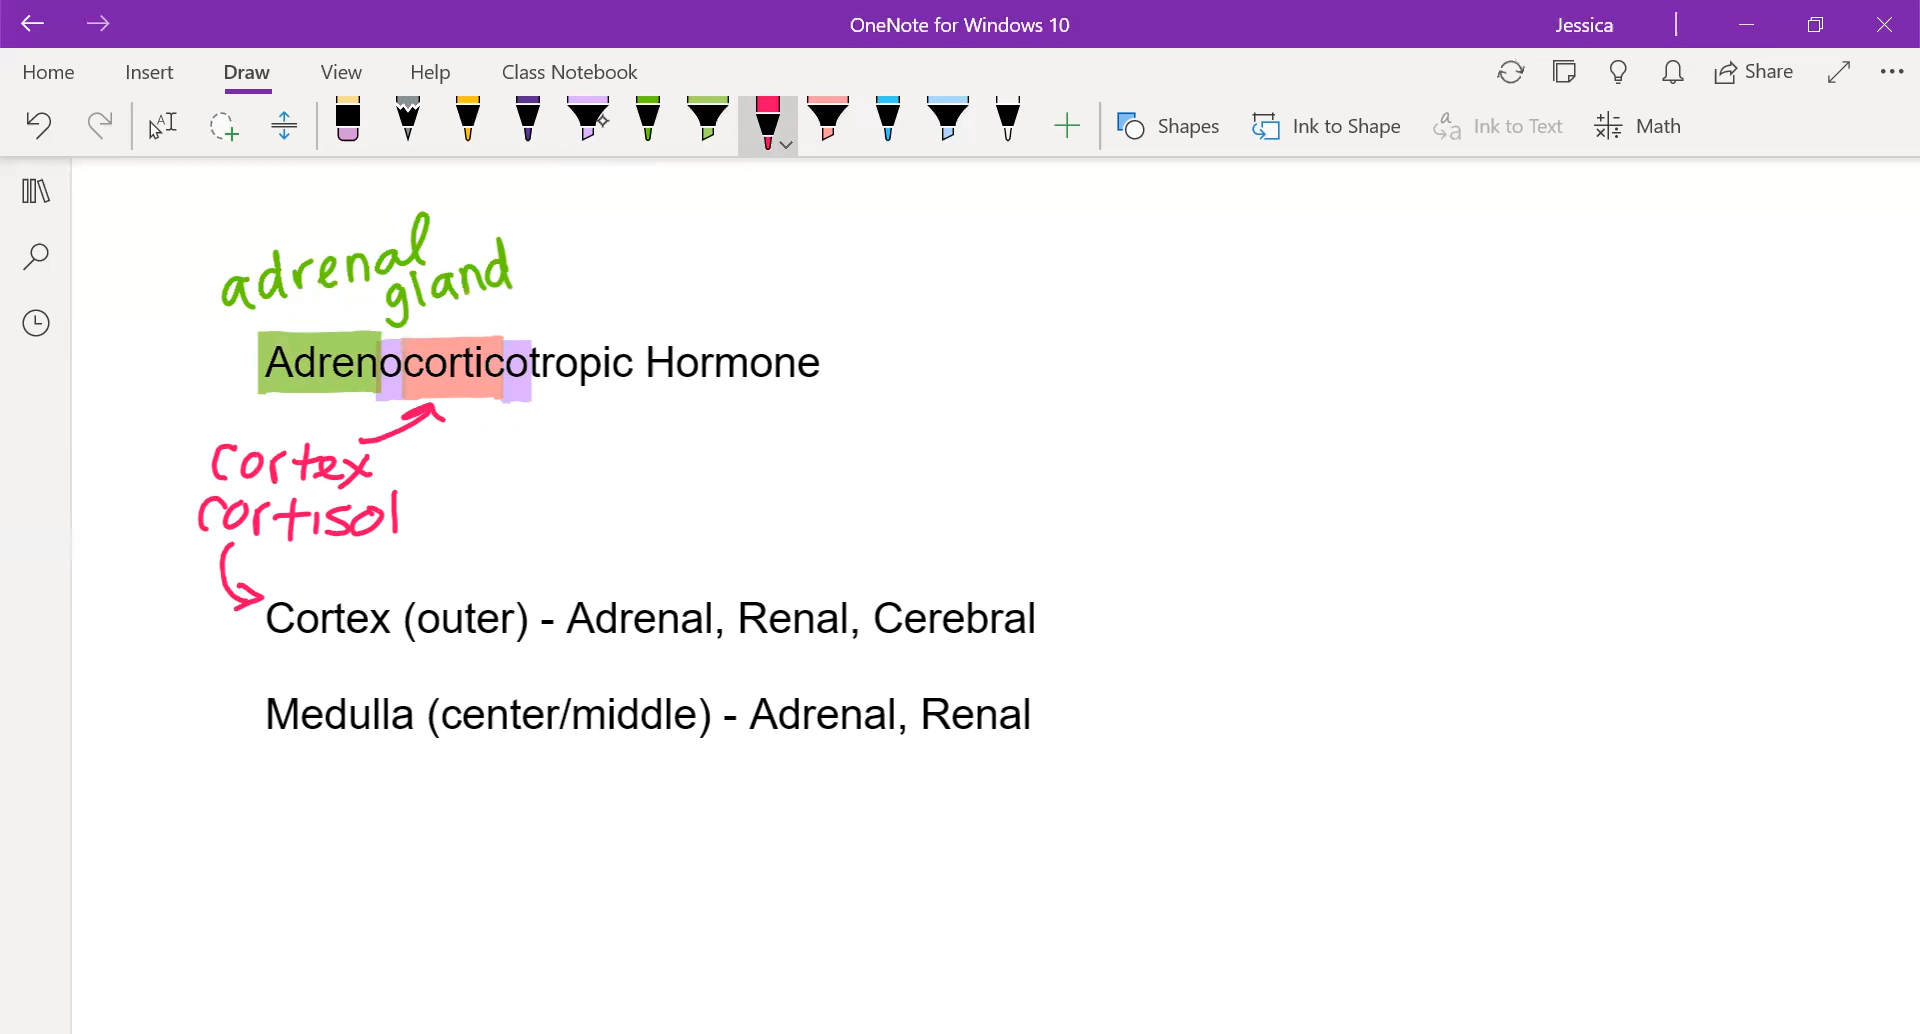 OneNote for Windows 10
Jessica
Home Insert Draw View Help Class Notebook
Share
Shapes Ink to Shape Ink to Text Math
adrenal
gland
Adrenocorticotropic Hormone
cortex
cortisol
Cortex (outer) - Adrenal, Renal, Cerebral
Medulla (center/middle) - Adrenal, Renal